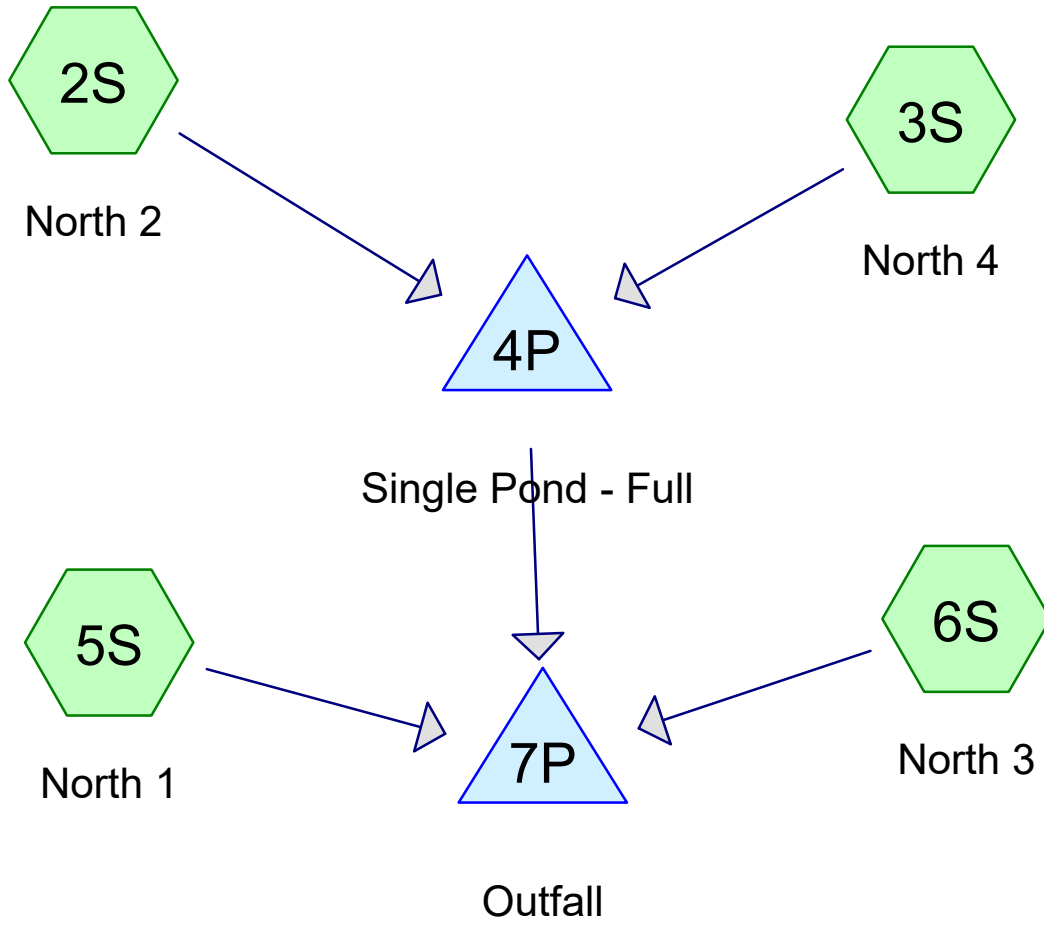 2S
North 2
3S
North 4
4P
Single Pond - Full
5S
North 1
6S
North 3
7P
Outfall